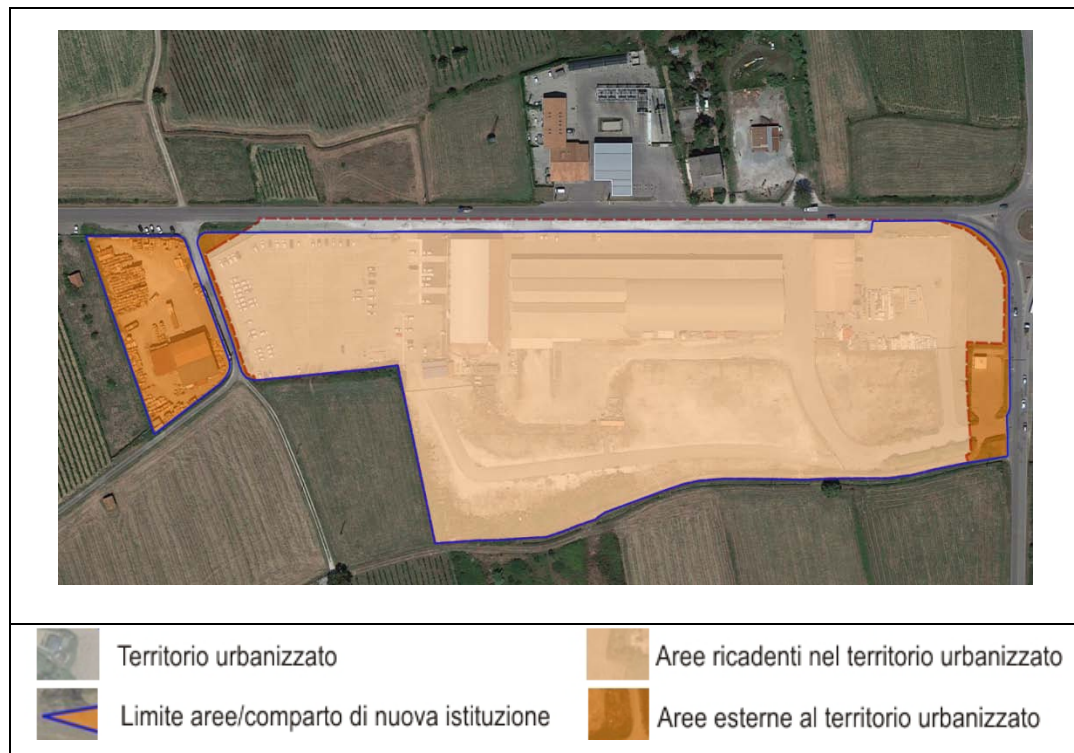 Territorio urbanizzato
Aree ricadenti nel territorio urbanizzato
Limite aree/comparto di nuova istituzione
Aree esterne al territorio urbanizzato